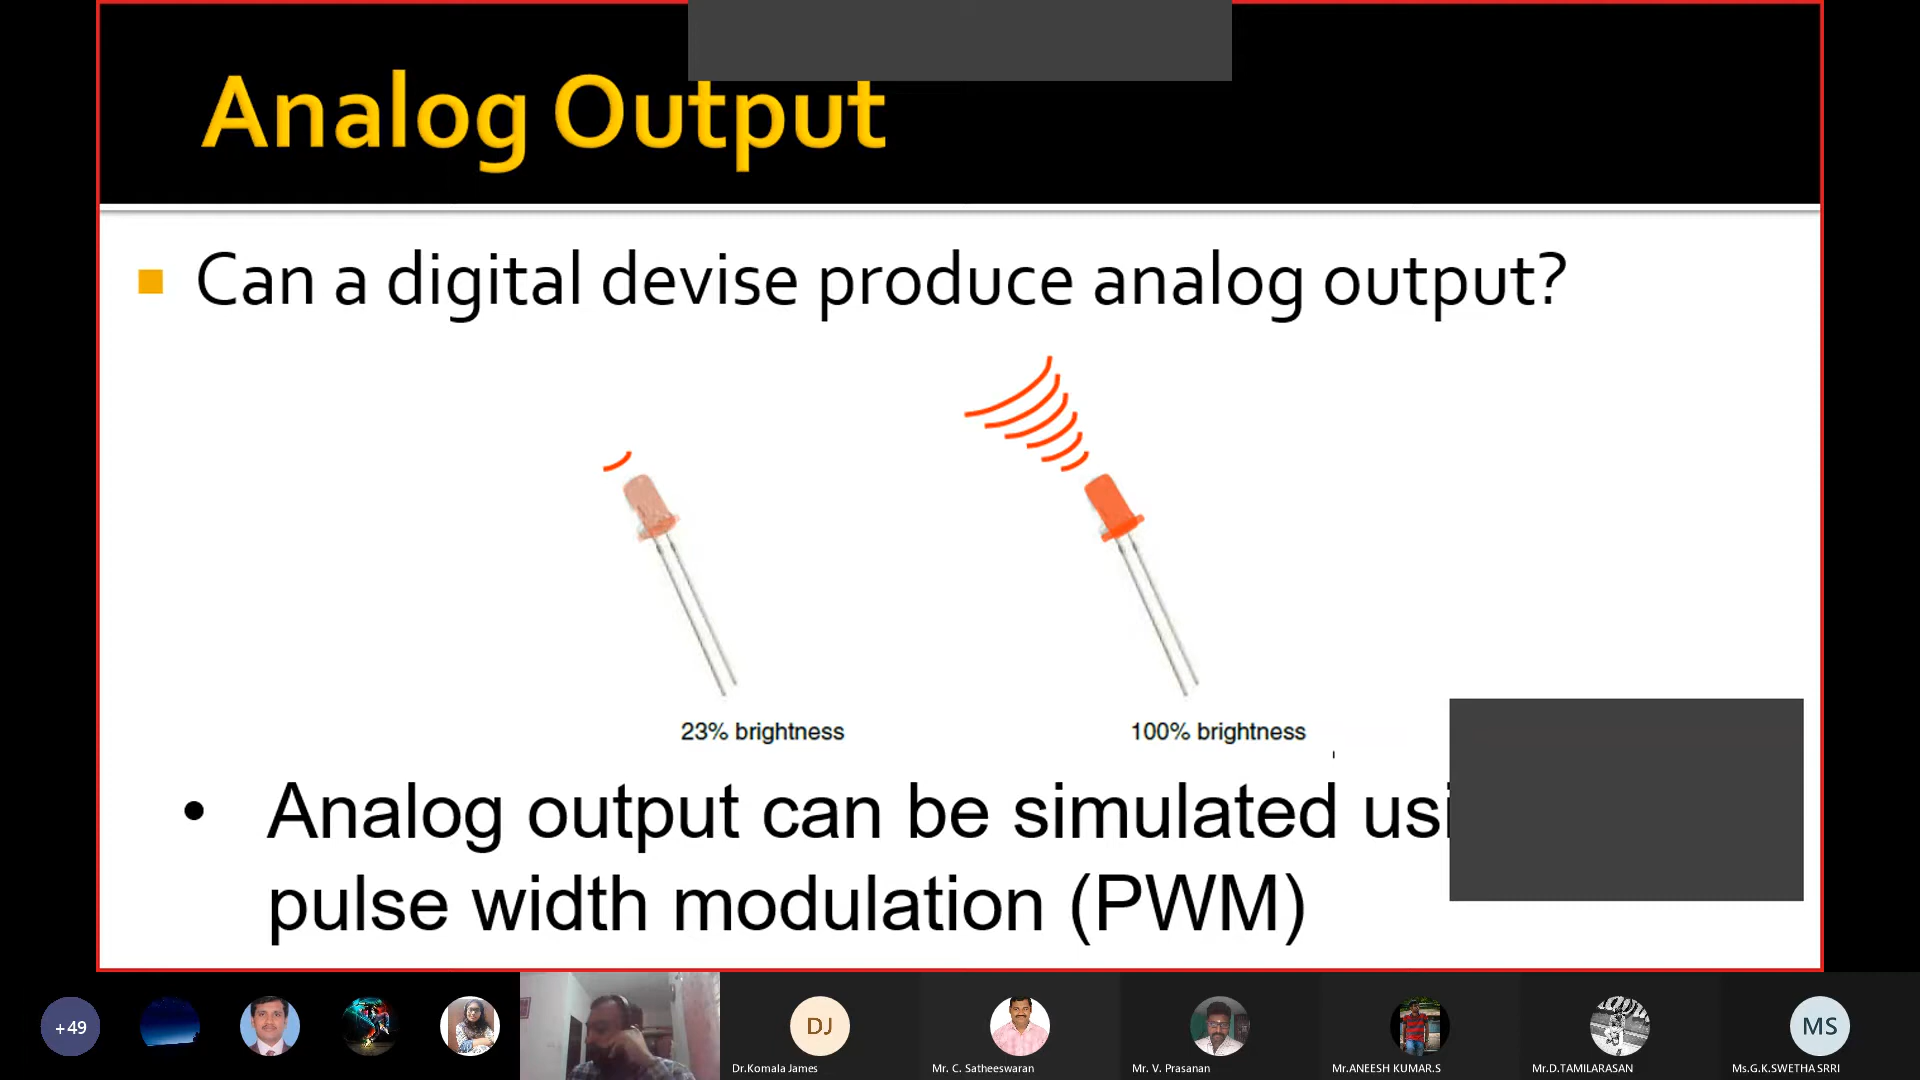 Analog Output
Can a digital devise produce analog output?
23% brightness
100% brightness
Analog output can be simulated
pulse width modulation (PWM)
+49
DJ
MS
Dr.Komala James
Mr. C. Satheeswaran
Mr. V. Prasanan
Mr.ANEESH KUMAR.S
Mr.D.TAMILARASAN
Ms.G.K.SWETHA SRRI